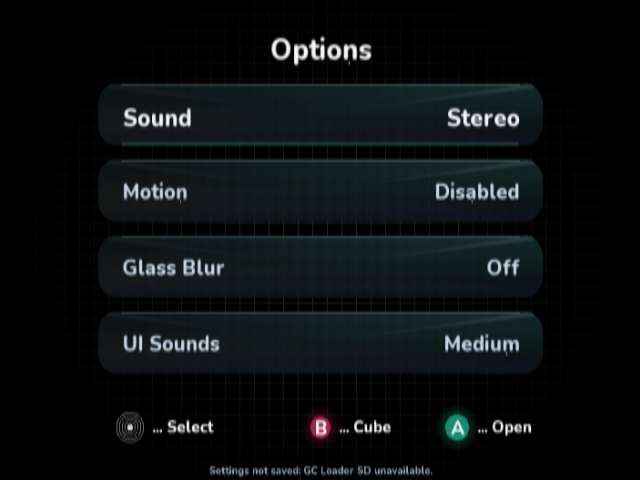 Options
Sound Stereo
Motion Disabled
Glass Blur Off
UI Sounds Medium
... Select B ... Cube A ... Open
Settings not saved: GC Loader SD unavailable.